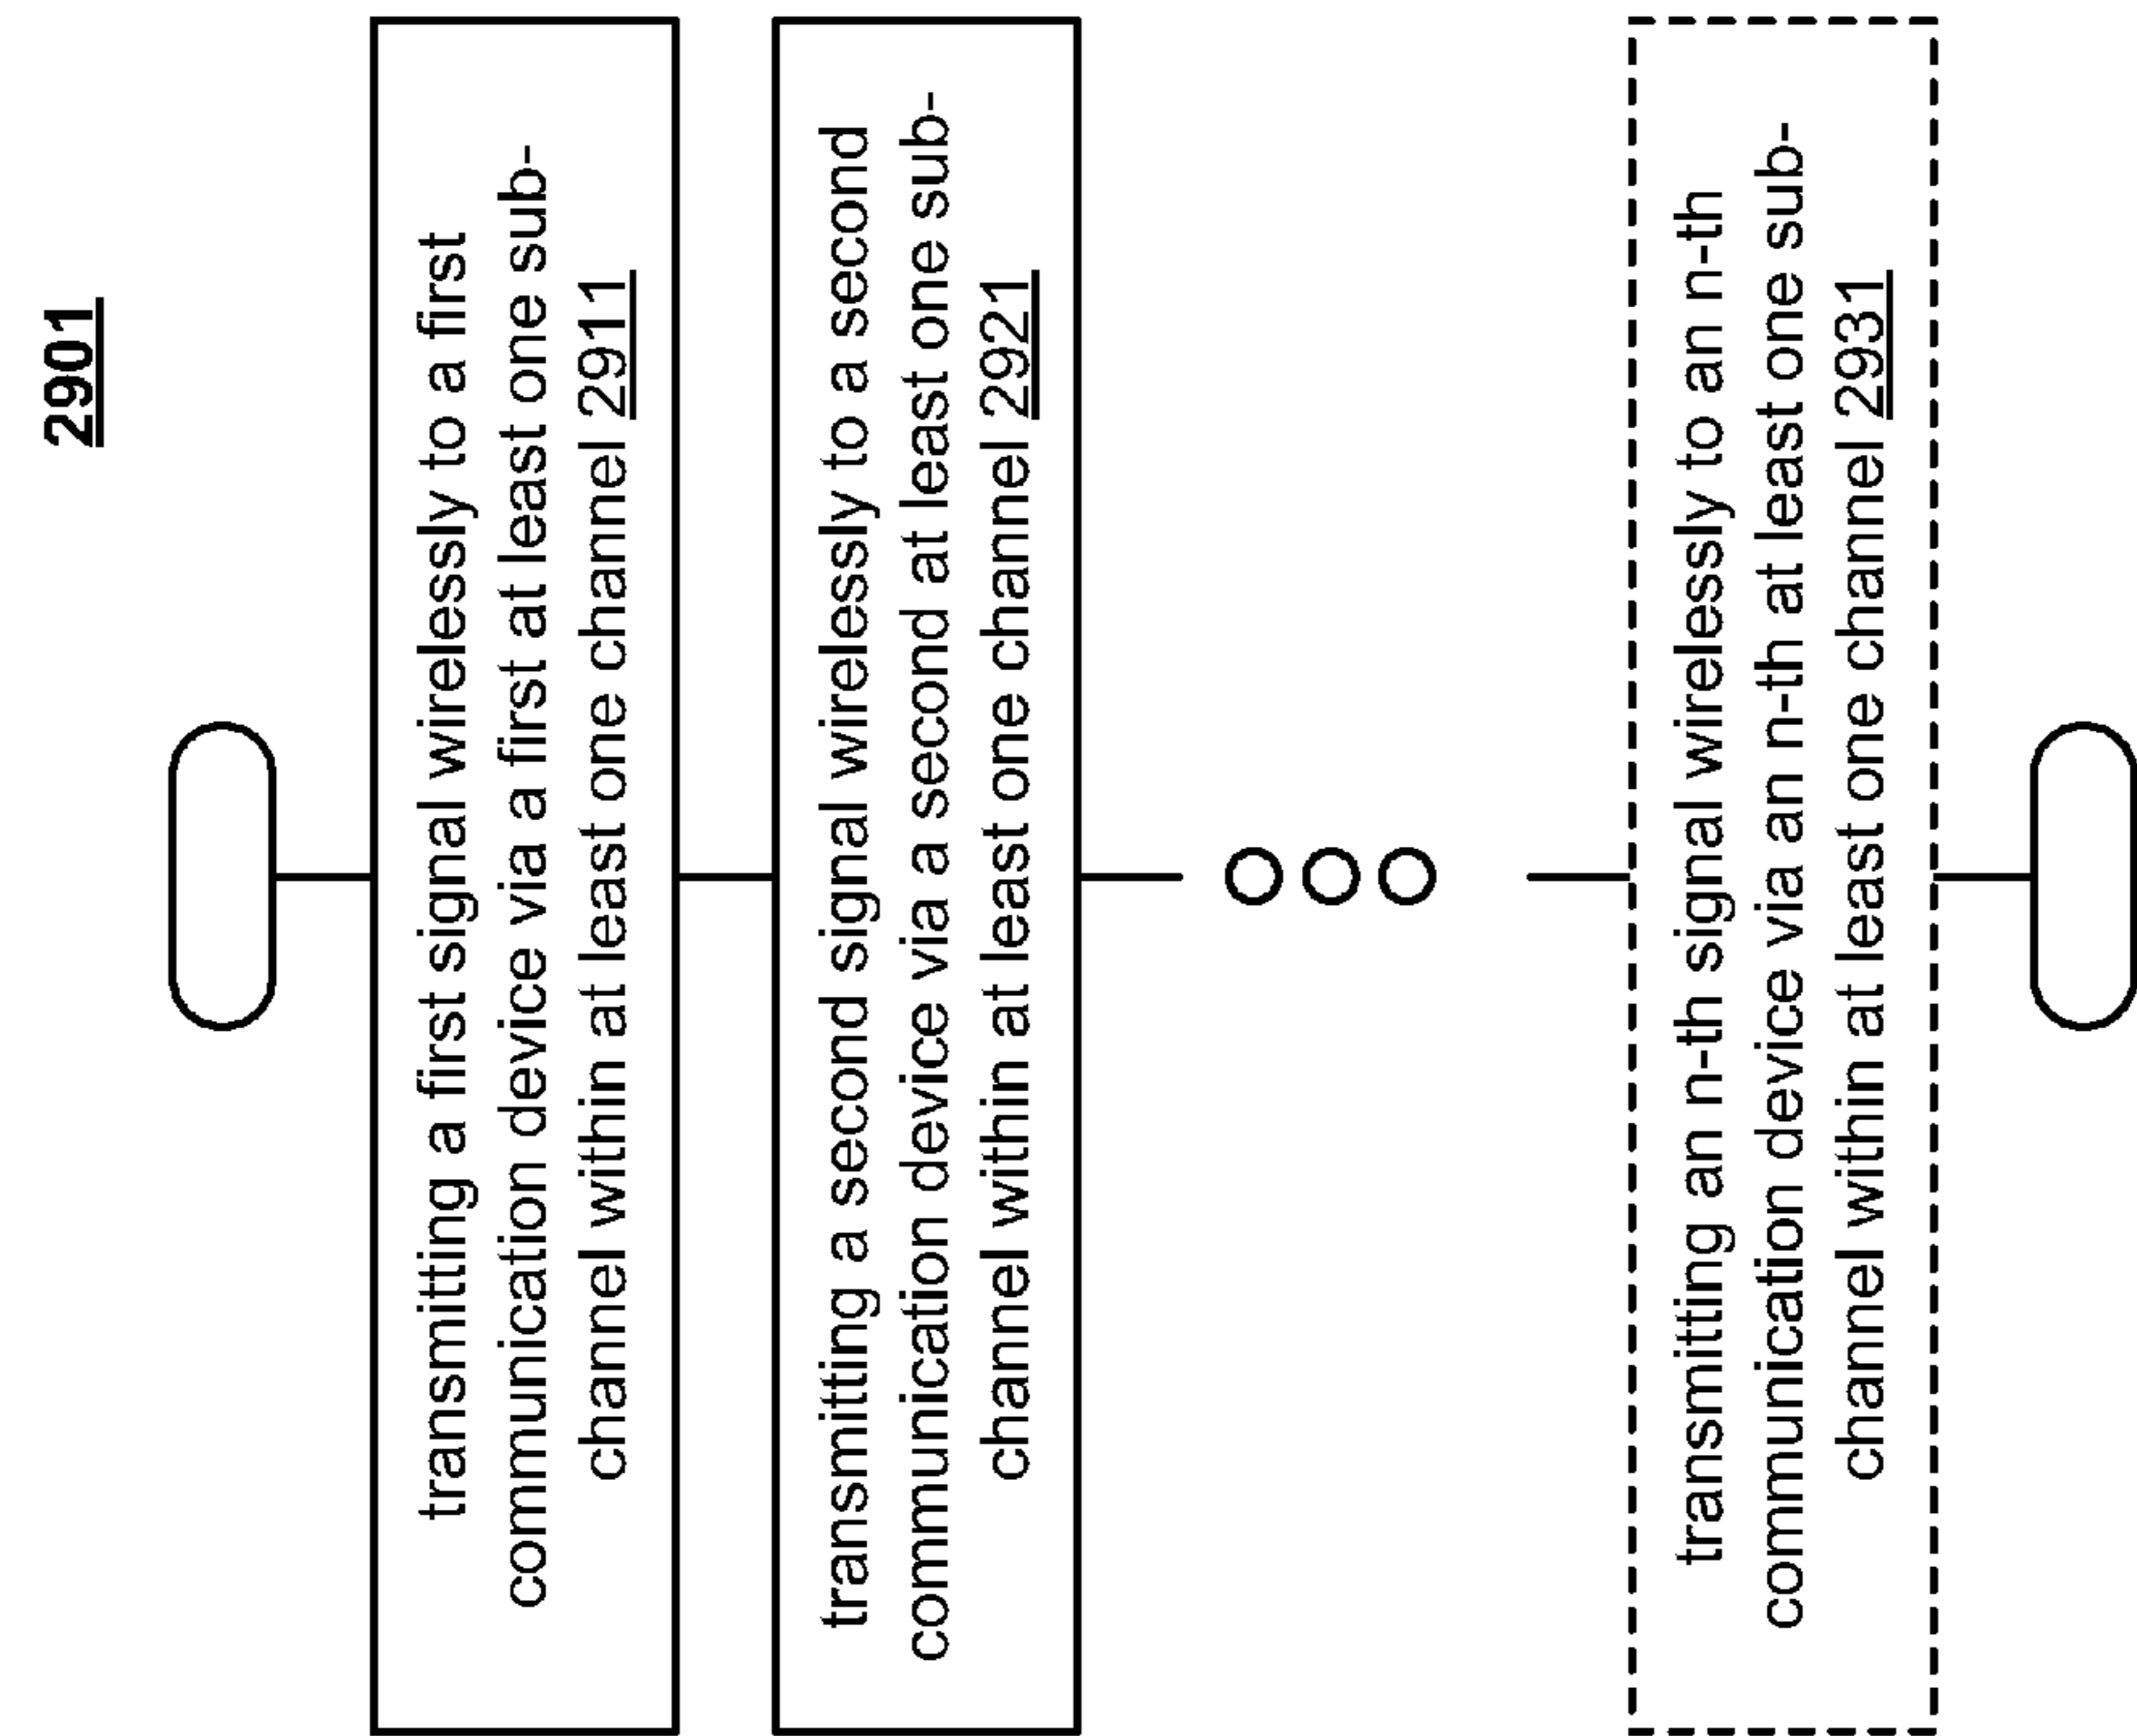 2901
transmitting a first signal wirelessly to a first
communication device via a first at least one sub-
channel within at least one channel 2911
transmitting a second signal wirelessly to a second
communication device via a second at least one sub-
channel within at least one channel 2921
transmitting an n-th signal wirelessly to an n-th
communication device via an n-th at least one sub-
channel within at least one channel 2931